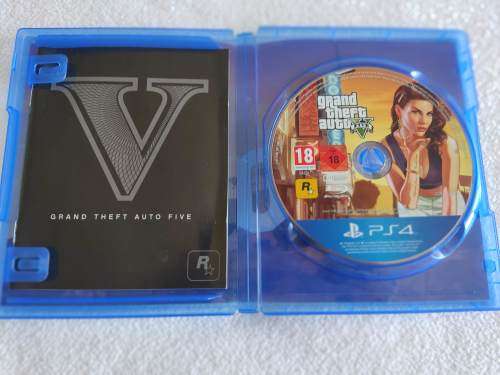 V
GRAND THEFT AUTO FIVE
R
grand
theft
auto V
18
18
R
PS4